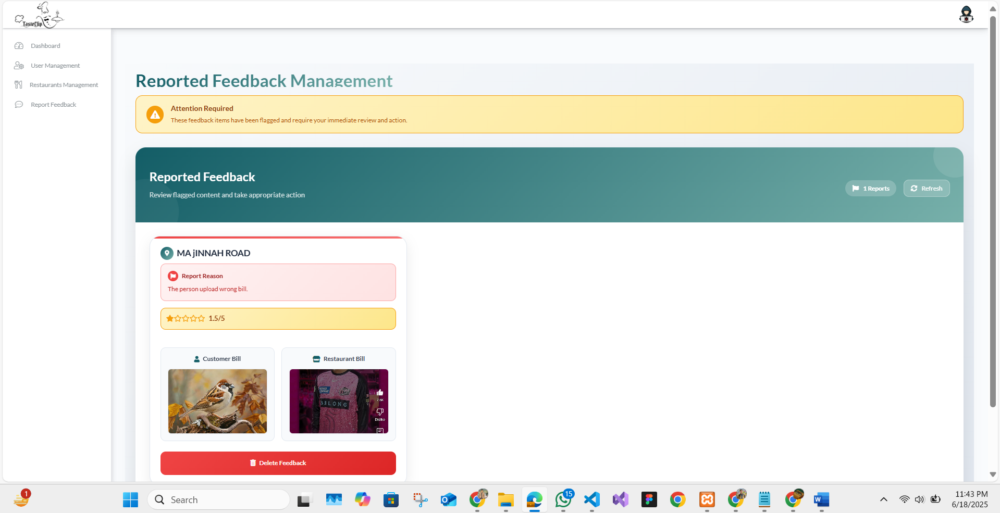 TasteClip
Dashboard
User Management
Restaurants Management
Report Feedback
Reported Feedback Management
Attention Required
These feedback items have been flagged and require your immediate review and action.
Reported Feedback
Review flagged content and take appropriate action
1 Reports
Refresh
MA jINNAH ROAD
Report Reason
The person upload wrong bill.
1.5/5
Customer Bill
Restaurant Bill
BELONG
7.6K
Dislike
Delete Feedback
1
Search
15
11:43 PM
6/18/2025